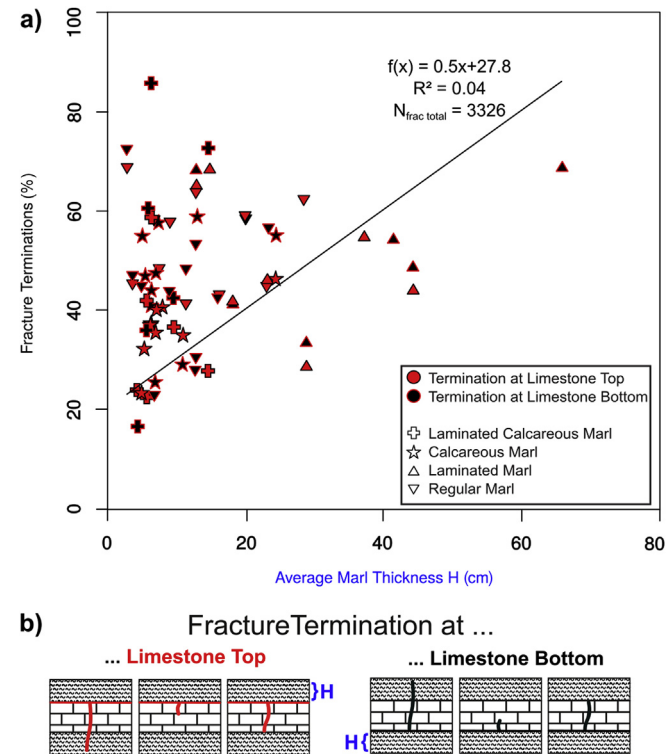 a)
100
80
60
40
20
0
Fracture Terminations (%)
f(x) = 0.5x+27.8
R² = 0.04
N frac total = 3326
Termination at Limestone Top
Termination at Limestone Bottom
Laminated Calcareous Marl
Calcareous Marl
Laminated Marl
Regular Marl
0 20 40 60 80
Average Marl Thickness H (cm)
b)
FractureTermination at ...
... Limestone Top
... Limestone Bottom
}H
H{